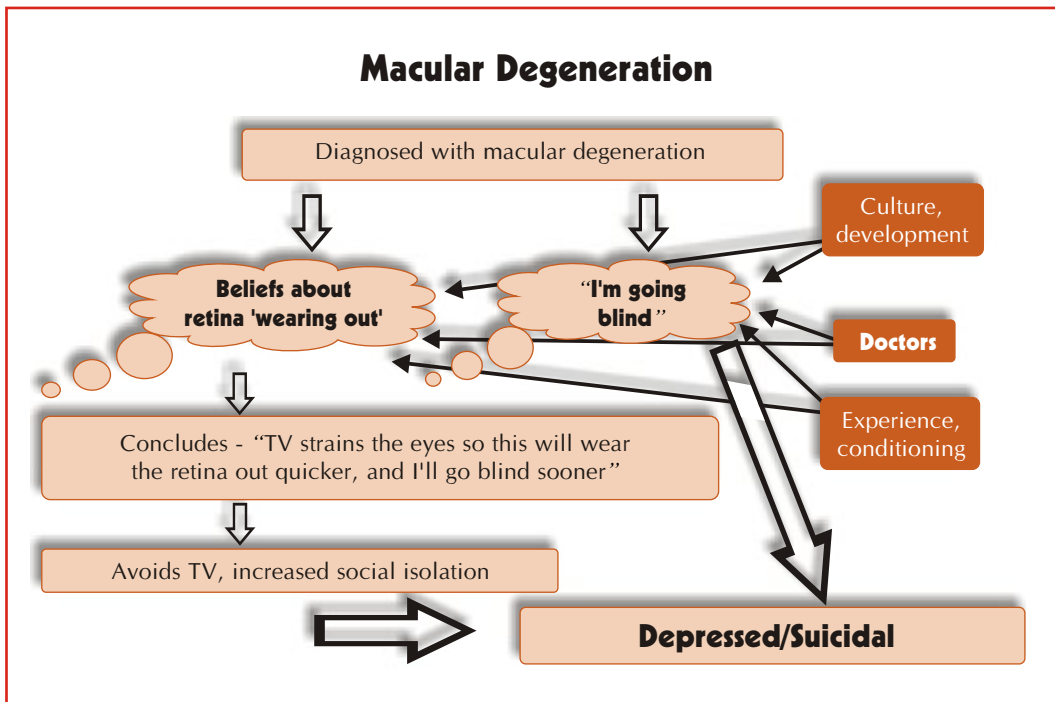 Macular Degeneration
Diagnosed with macular degeneration
Culture,
development
Beliefs about
retina 'wearing out'
“I'm going
blind”
Doctors
Experience,
conditioning
Concludes - “TV strains the eyes so this will wear
the retina out quicker, and I'll go blind sooner”
Avoids TV, increased social isolation
Depressed/Suicidal